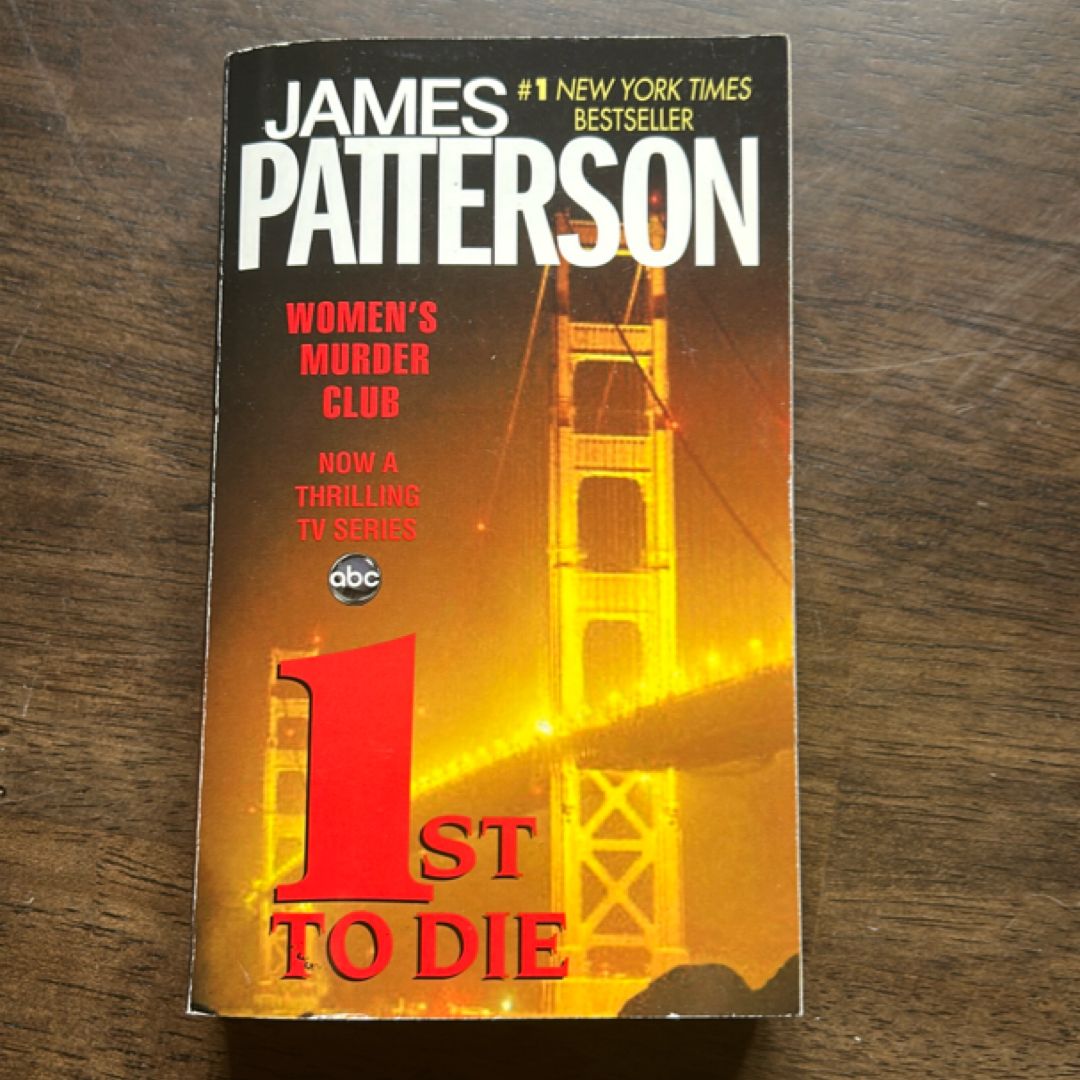 JAMES
#1 NEW YORK TIMES
BESTSELLER
PATTERSON
WOMEN'S
MURDER
CLUB
NOW A
THRILLING
TV SERIES
abc
1ST
TO DIE